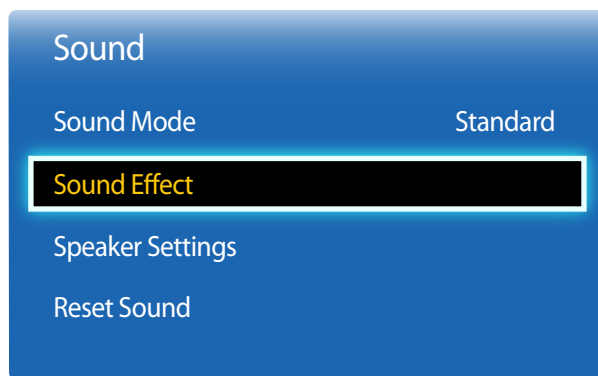 Sound
Sound Mode Standard
Sound Effect
Speaker Settings
Reset Sound